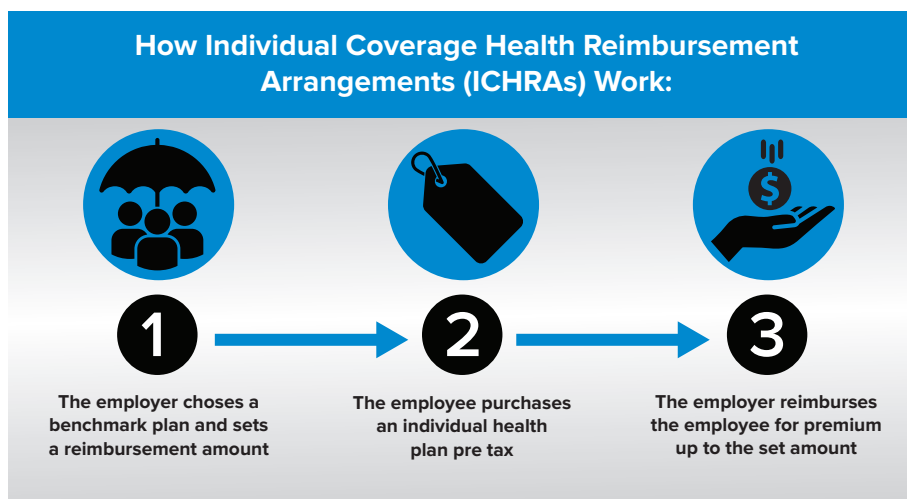 How Individual Coverage Health Reimbursement
Arrangements (ICHRAs) Work:
$
1
The employer choses a
benchmark plan and sets
a reimbursement amount
2
The employee purchases
an individual health
plan pre tax
3
The employer reimburses
the employee for premium
up to the set amount